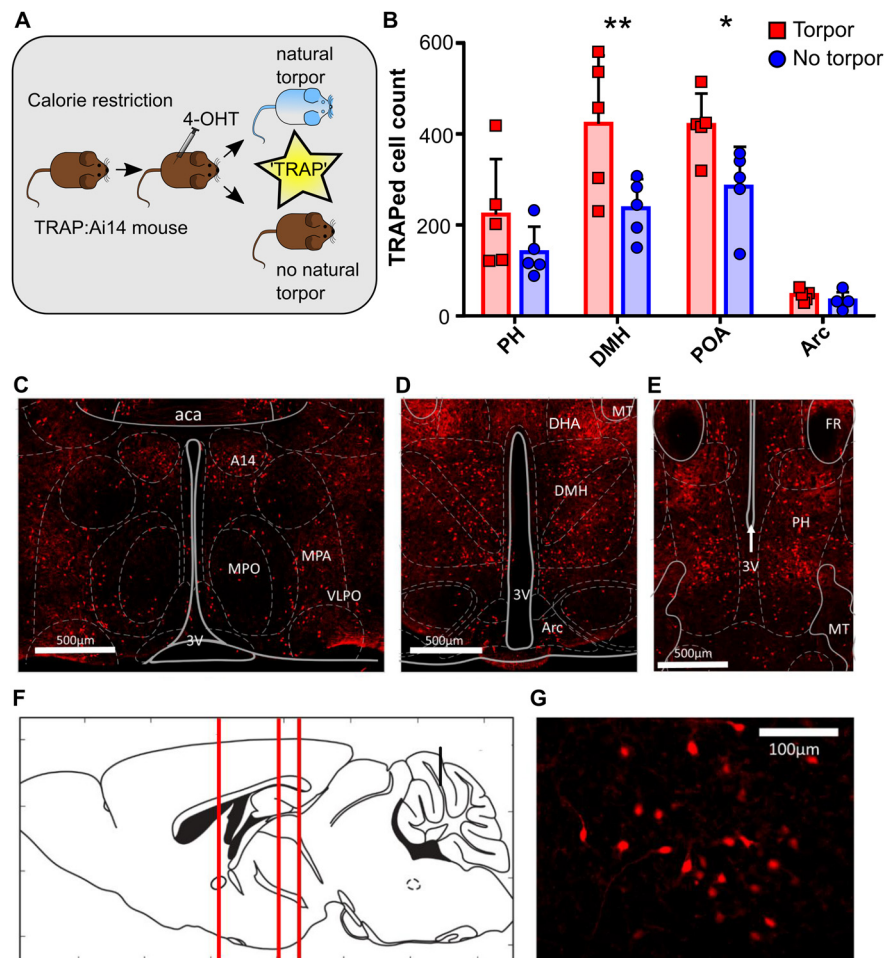 A
natural
torpor
Calorie restriction
4-OHT
'TRAP'
TRAP:Ai14 mouse
no natural
torpor
B
** *
Torpor
No torpor
TRAPed cell count
600
400
200
0
PH
DMH
POA
Arc
C
aca
A14
MPO
MPA
VLPO
3V
500µm
D
MT
DHA
DMH
3V
Arc
500µm
E
FR
PH
3V
MT
500µm
F
G
100µm